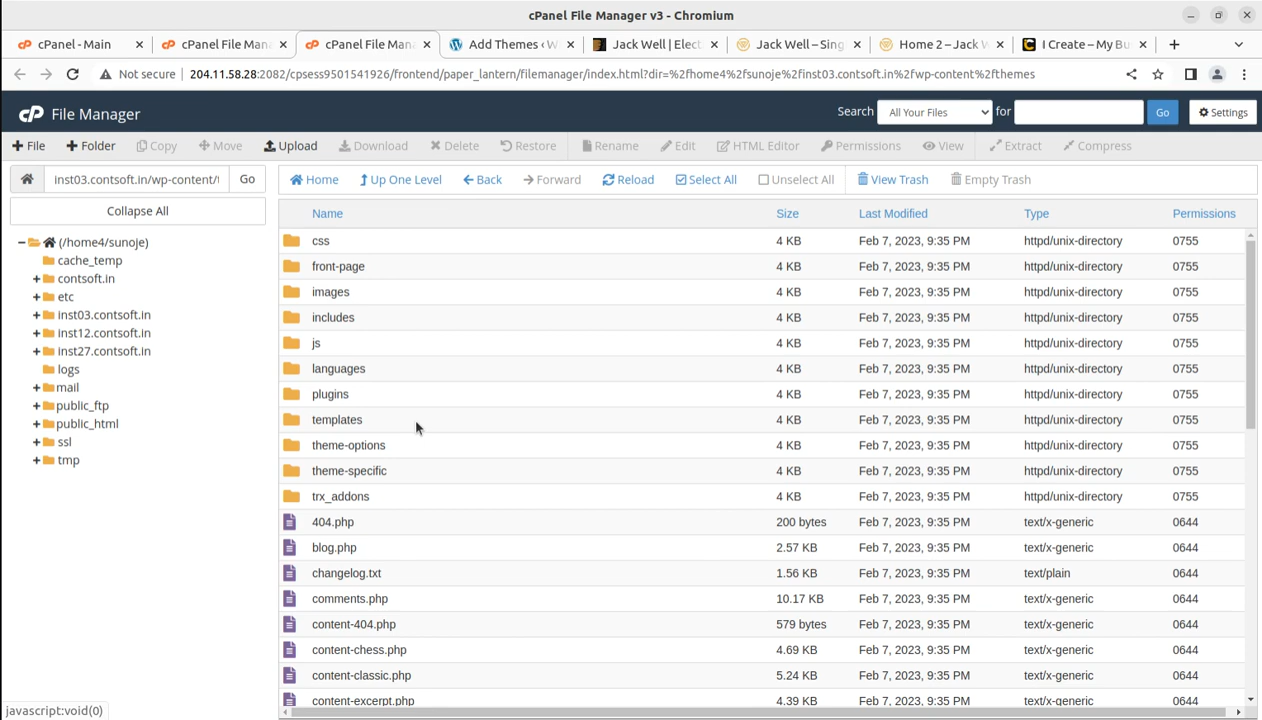 cPanel File Manager v3 - Chromium
cPanel - Main
cPanel File Man
cPanel File Man
Add Themes ‹ W
Jack Well | Elect
Jack Well – Sing
Home 2 – Jack W
I Create – My Bu
Not secure | 204.11.58.28:2082/cpsess9501541926/frontend/paper_lantern/filemanager/index.html?dir=%2fhome4%2fsunoje%2finst03.contsoft.in%2fwp-content%2fthemes
cP File Manager
Search All Your Files for Go Settings
+ File + Folder Copy Move Upload Download Delete Restore Rename Edit HTML Editor Permissions View Extract Compress
inst03.contsoft.in/wp-content/t Go
Home Up One Level Back Forward Reload Select All Unselect All View Trash Empty Trash
Collapse All
(/home4/sunoje)
cache_temp
contsoft.in
etc
inst03.contsoft.in
inst12.contsoft.in
inst27.contsoft.in
logs
mail
public_ftp
public_html
ssl
tmp
Name Size Last Modified Type Permissions
css 4 KB Feb 7, 2023, 9:35 PM httpd/unix-directory 0755
front-page 4 KB Feb 7, 2023, 9:35 PM httpd/unix-directory 0755
images 4 KB Feb 7, 2023, 9:35 PM httpd/unix-directory 0755
includes 4 KB Feb 7, 2023, 9:35 PM httpd/unix-directory 0755
js 4 KB Feb 7, 2023, 9:35 PM httpd/unix-directory 0755
languages 4 KB Feb 7, 2023, 9:35 PM httpd/unix-directory 0755
plugins 4 KB Feb 7, 2023, 9:35 PM httpd/unix-directory 0755
templates 4 KB Feb 7, 2023, 9:35 PM httpd/unix-directory 0755
theme-options 4 KB Feb 7, 2023, 9:35 PM httpd/unix-directory 0755
theme-specific 4 KB Feb 7, 2023, 9:35 PM httpd/unix-directory 0755
trx_addons 4 KB Feb 7, 2023, 9:35 PM httpd/unix-directory 0755
404.php 200 bytes Feb 7, 2023, 9:35 PM text/x-generic 0644
blog.php 2.57 KB Feb 7, 2023, 9:35 PM text/x-generic 0644
changelog.txt 1.56 KB Feb 7, 2023, 9:35 PM text/plain 0644
comments.php 10.17 KB Feb 7, 2023, 9:35 PM text/x-generic 0644
content-404.php 579 bytes Feb 7, 2023, 9:35 PM text/x-generic 0644
content-chess.php 4.69 KB Feb 7, 2023, 9:35 PM text/x-generic 0644
content-classic.php 5.24 KB Feb 7, 2023, 9:35 PM text/x-generic 0644
content-excerpt.php 4.39 KB Feb 7, 2023, 9:35 PM text/x-generic 0644
javascript:void(0)